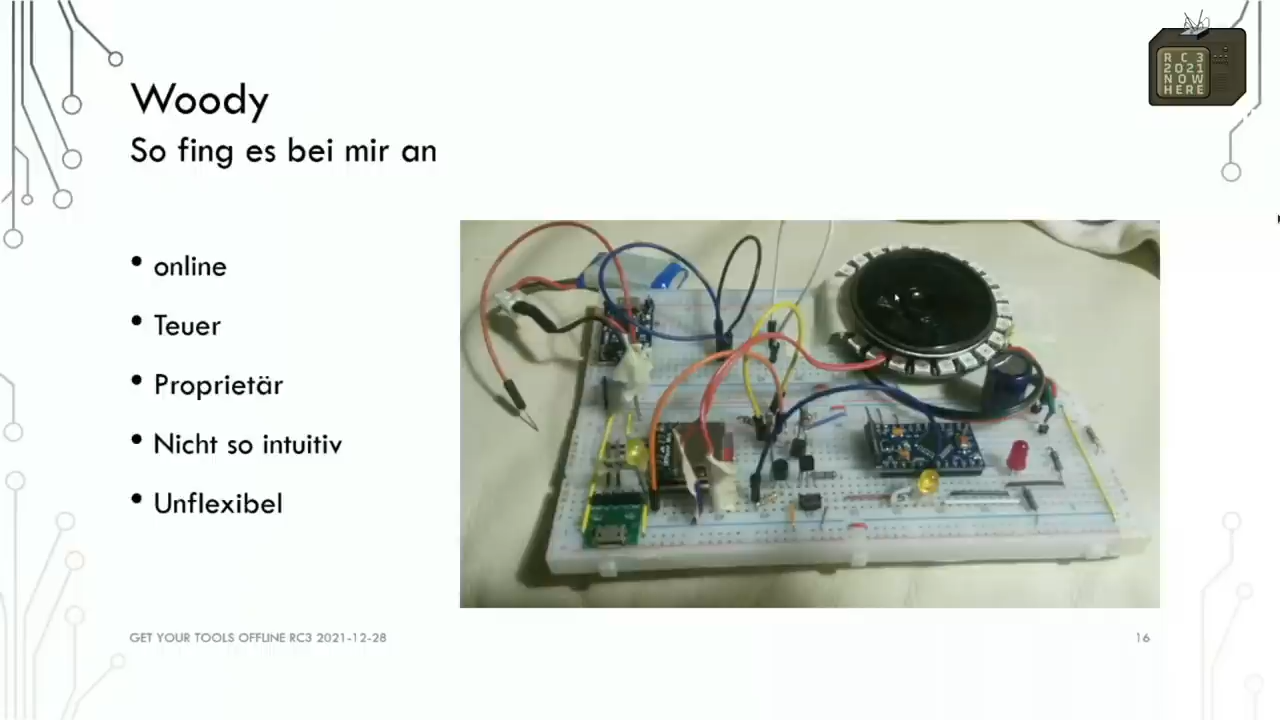 R C 3
2021
NOW
HERE
Woody
So fing es bei mir an
• online
• Teuer
• Proprietär
• Nicht so intuitiv
• Unflexibel
GET YOUR TOOLS OFFLINE RC3 2021-12-28
16